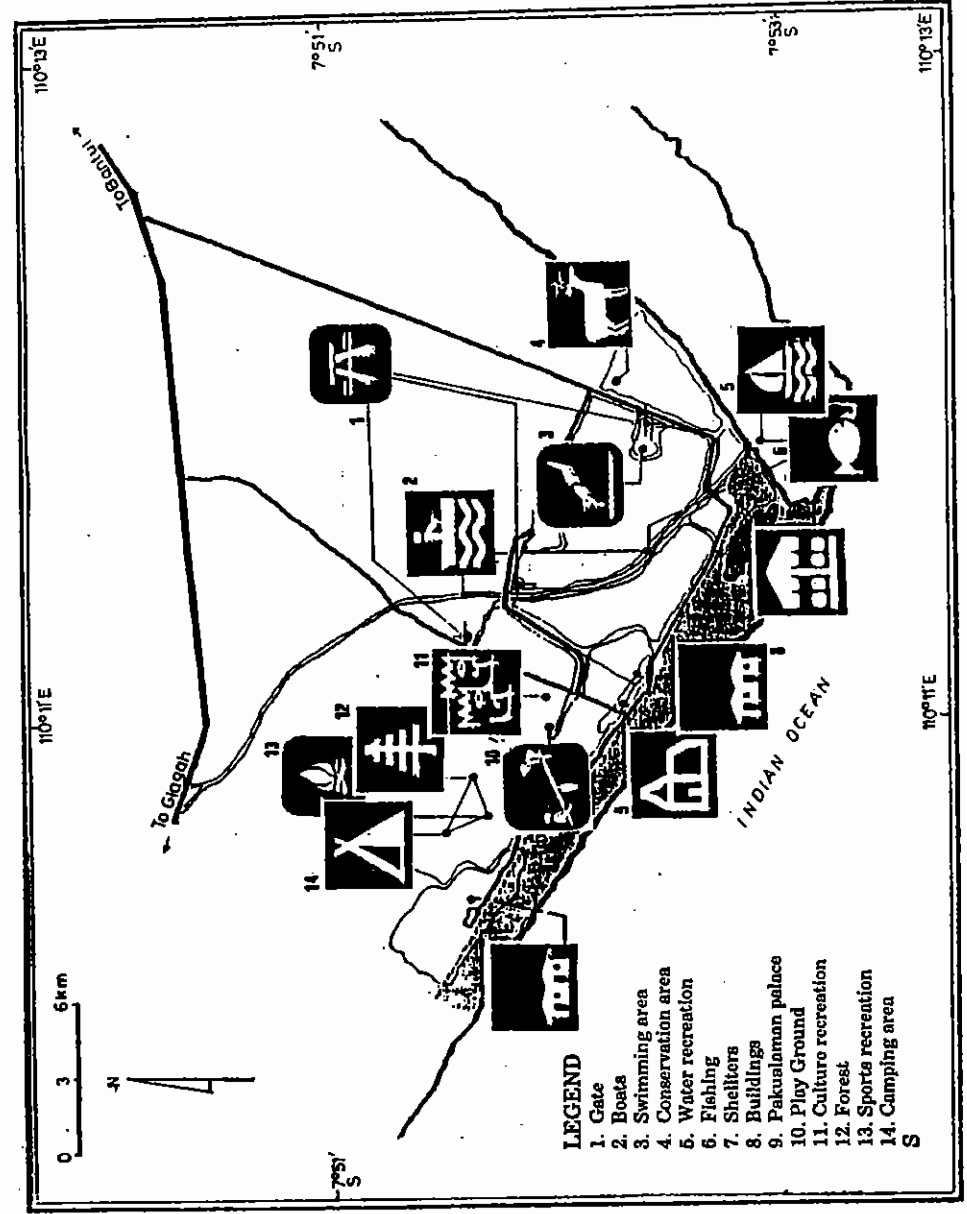 110°11'E
110°13'E
0 3 6km
N
To Glagah
To Bantul
7°51'
S
7°51'
S
1
2
3
4
5
6
8
9
10
11
12
13
14
INDIAN OCEAN
7°53'
S
LEGEND
1. Gate
2. Boats
3. Swimming area
4. Conservation area
5. Water recreation
6. Fishing
7. Shellters
8. Buildings
9. Pakualaman palace
10. Play Ground
11. Culture recreation
12. Forest
13. Sports recreation
14. Camping area
S
110°11'E
110°13'E